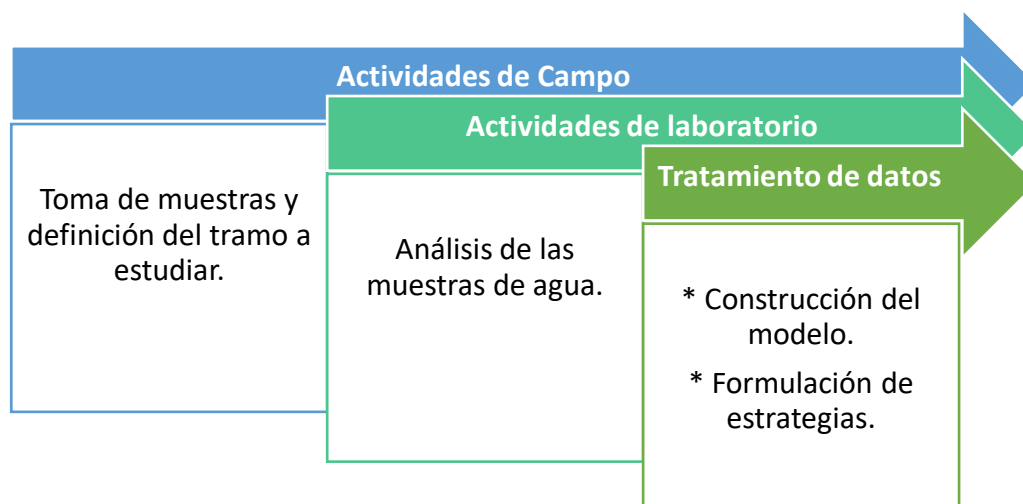 Actividades de Campo
Actividades de laboratorio
Tratamiento de datos
Toma de muestras y
definición del tramo a
estudiar.
Análisis de las
muestras de agua.
* Construcción del
modelo.
* Formulación de
estrategias.